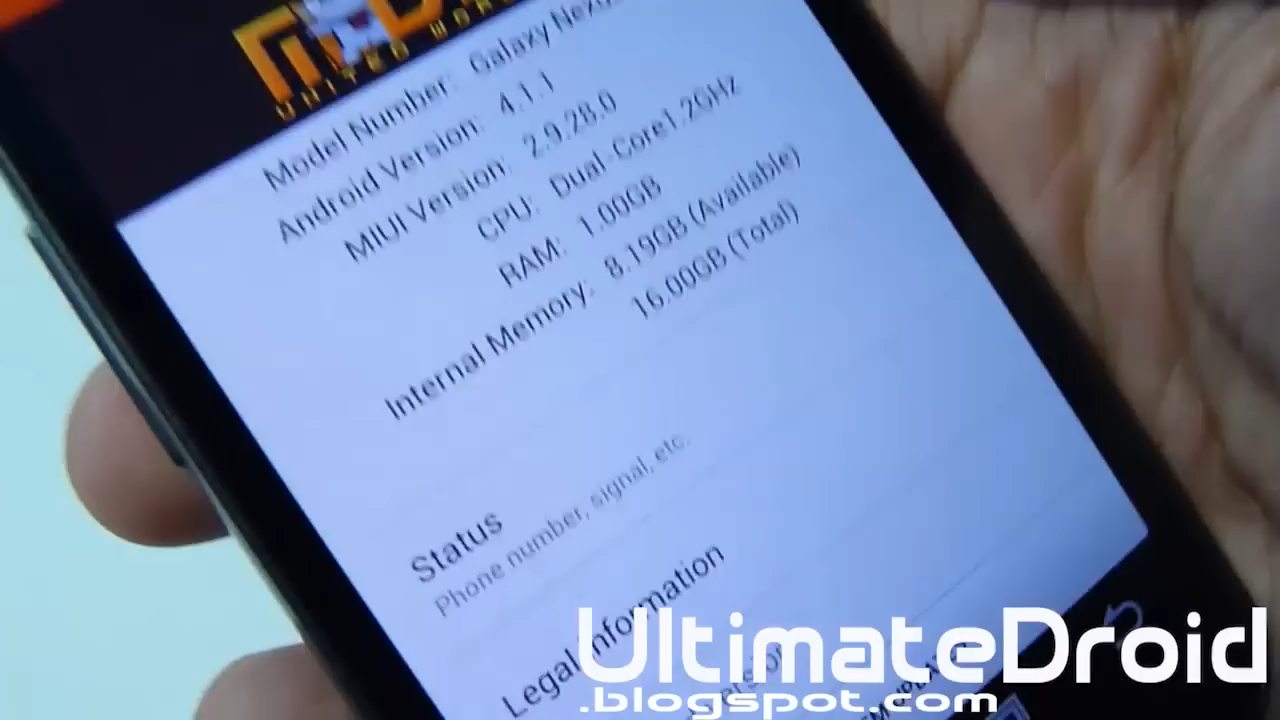 UNITED
Model Number: Galaxy
Android Version: 4.1.1
MIUI Version: 2.9.28.0
CPU: Dual-Core1.2GHz
RAM: 1.00GB
Internal Memory: 8.19GB (Available)
16.00GB (Total)
Status
Phone number, signal, etc.
Legal information
UltimateDroid
.blogspot.com